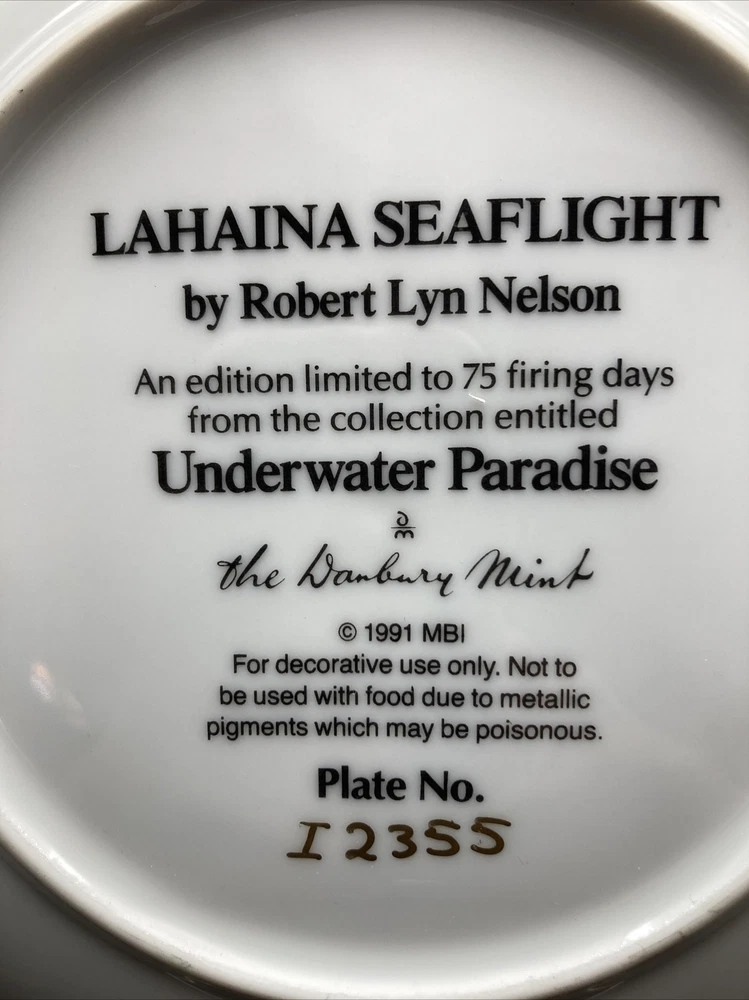 LAHAINA SEAFLIGHT
by Robert Lyn Nelson
An edition limited to 75 firing days
from the collection entitled
Underwater Paradise
the Danbury Mint
© 1991 MBI
For decorative use only. Not to
be used with food due to metallic
pigments which may be poisonous.
Plate No.
I2355